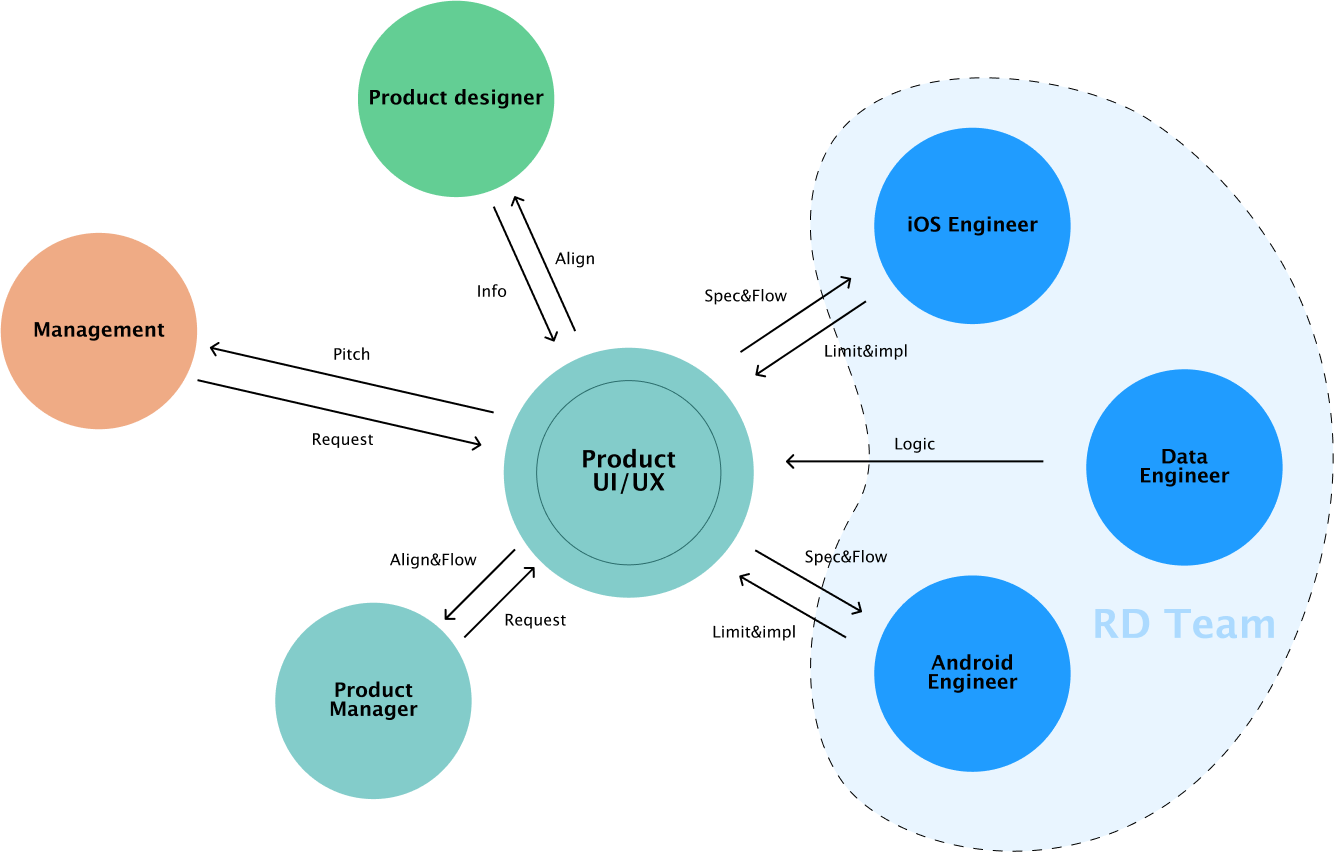 Product designer
iOS Engineer
Align
Info
Spec&Flow
Management
Limit&impl
Pitch
Request
Logic
Product
UI/UX
Data
Engineer
Align&Flow
Spec&Flow
Request
Limit&impl
RD Team
Android
Engineer
Product
Manager